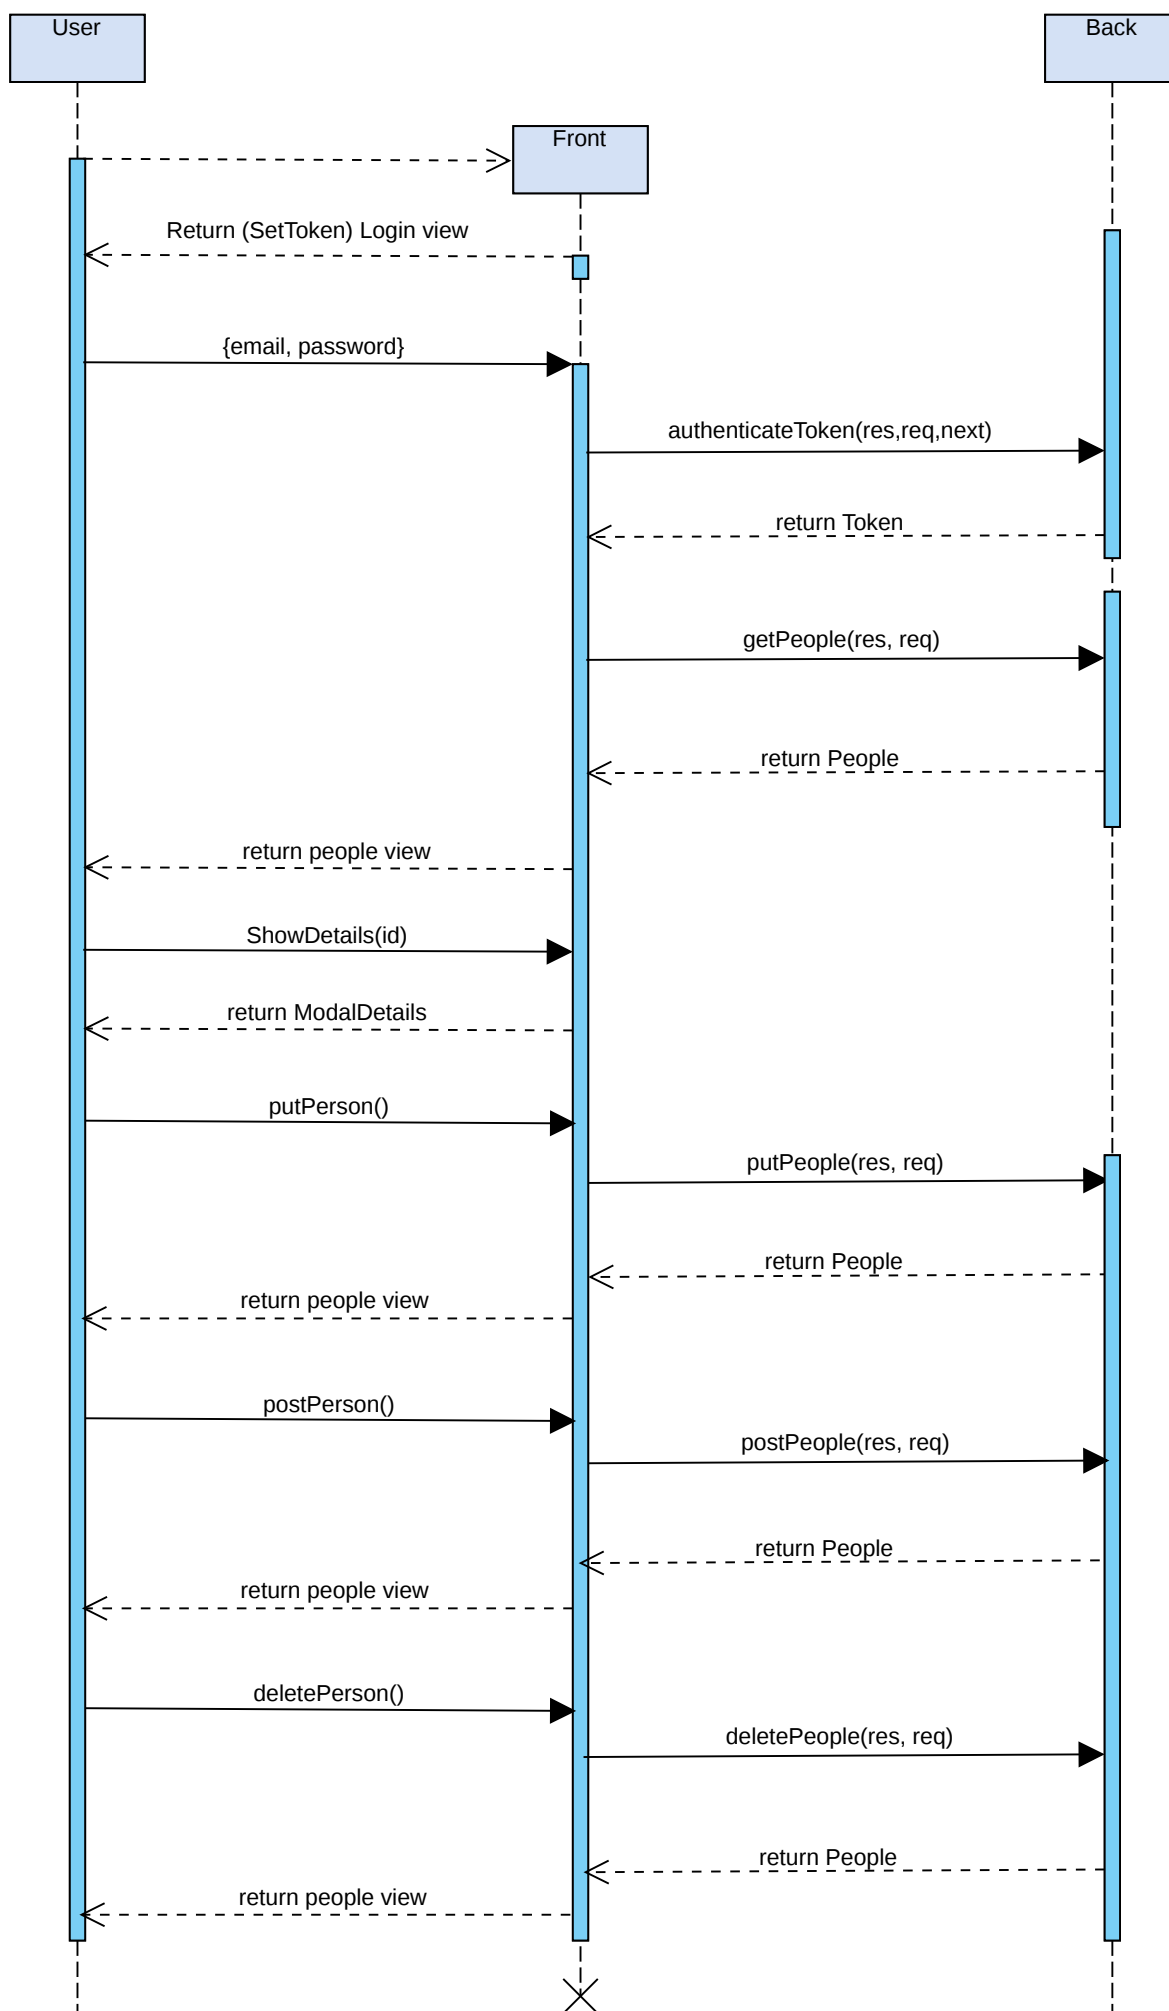 User
Back
Front
Return (SetToken) Login view
{email, password}
authenticateToken(res,req,next)
return Token
getPeople(res, req)
return People
return people view
ShowDetails(id)
return ModalDetails
putPerson()
putPeople(res, req)
return People
return people view
postPerson()
postPeople(res, req)
return People
return people view
deletePerson()
deletePeople(res, req)
return People
return people view